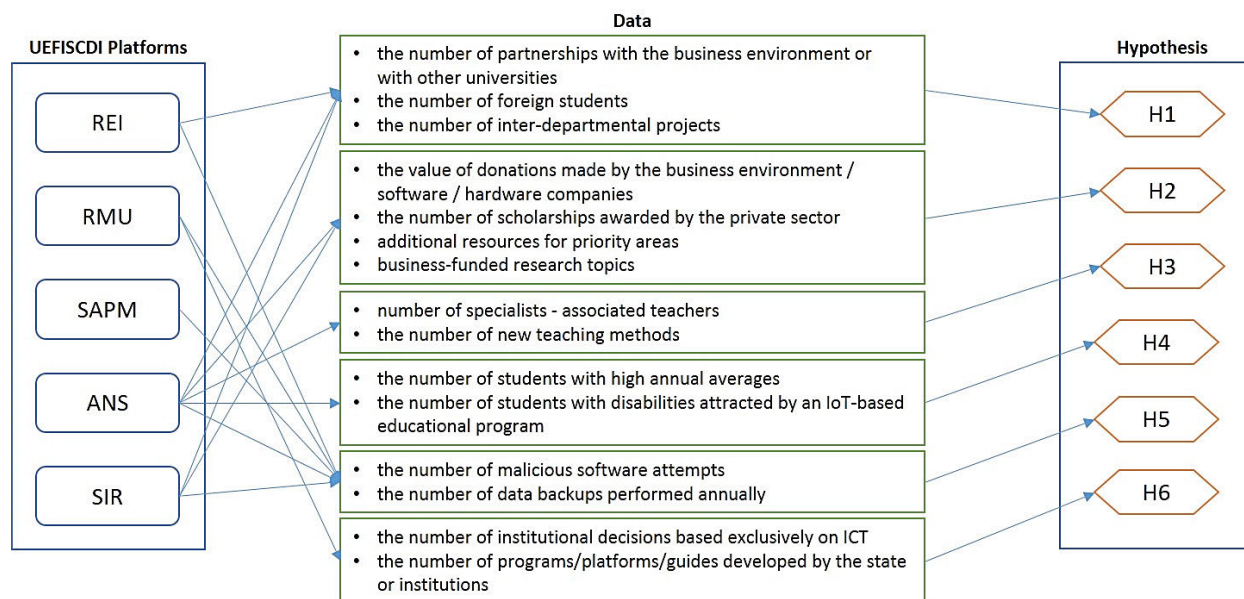 UEFISCDI Platforms
REI
RMU
SAPM
ANS
SIR
Data
• the number of partnerships with the business environment or
with other universities
• the number of foreign students
• the number of inter-departmental projects
• the value of donations made by the business environment /
software / hardware companies
• the number of scholarships awarded by the private sector
• additional resources for priority areas
• business-funded research topics
• number of specialists - associated teachers
• the number of new teaching methods
• the number of students with high annual averages
• the number of students with disabilities attracted by an IoT-based
educational program
• the number of malicious software attempts
• the number of data backups performed annually
• the number of institutional decisions based exclusively on ICT
• the number of programs/platforms/guides developed by the state
or institutions
Hypothesis
H1
H2
H3
H4
H5
H6